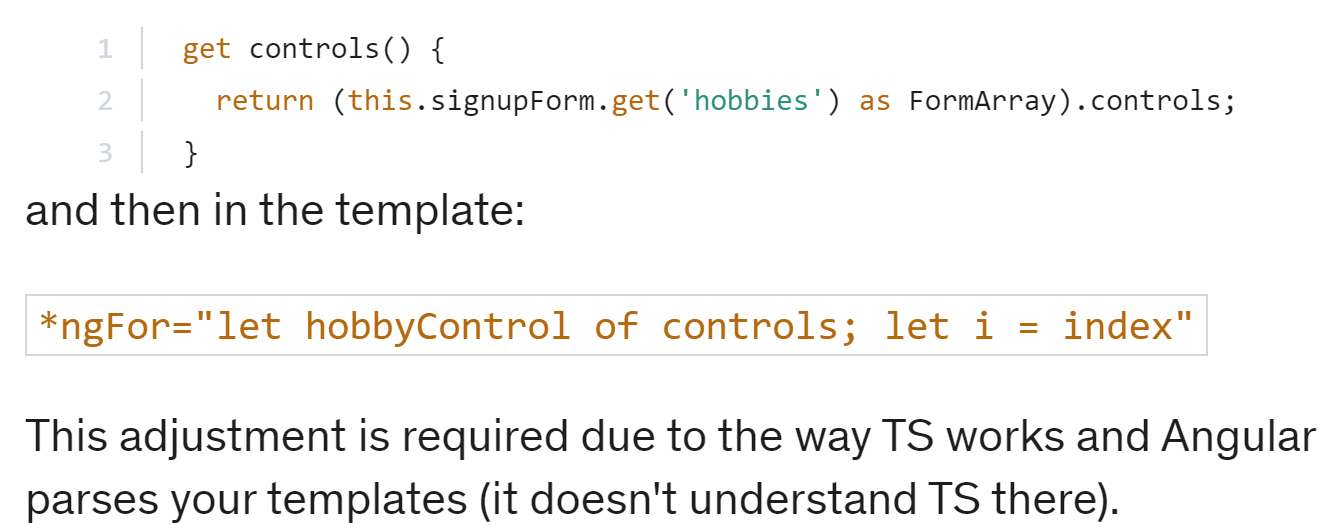 1 get controls() {
2 return (this.signupForm.get('hobbies') as FormArray).controls;
3 }
and then in the template:
*ngFor="let hobbyControl of controls; let i = index"
This adjustment is required due to the way TS works and Angular
parses your templates (it doesn't understand TS there).